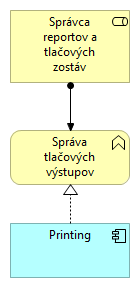 Správca
reportov a
tlačových
zostáv
Správa
tlačových
výstupov
Printing